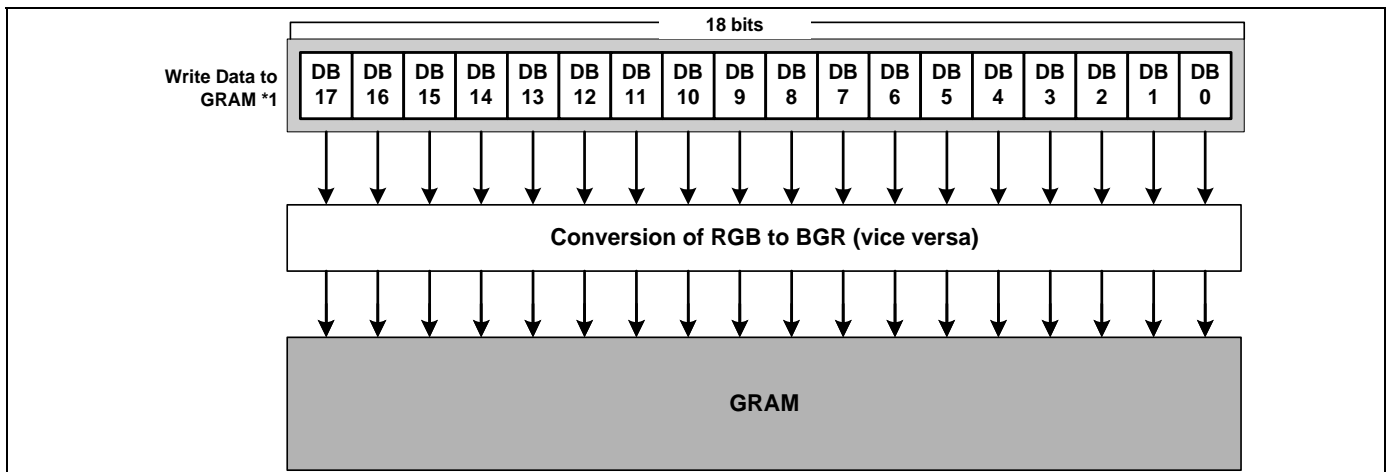 18 bits
Write Data to
GRAM *1
DB DB DB DB DB DB DB DB DB DB DB DB DB DB DB DB DB DB
17 16 15 14 13 12 11 10 9 8 7 6 5 4 3 2 1 0
Conversion of RGB to BGR (vice versa)
GRAM